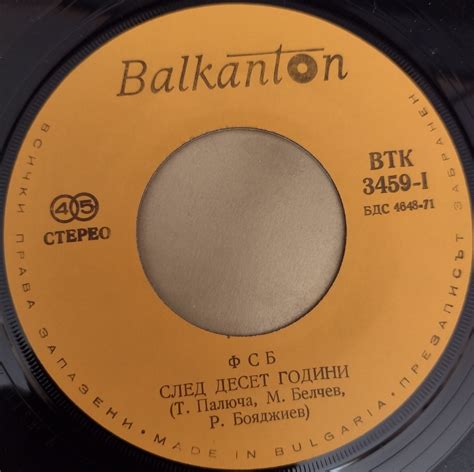 Balkanton
ВТК
3459-I
БДС 4648-71
45
СТЕРЕО
ФСБ
СЛЕД ДЕСЕТ ГОДИНИ
(Т. Палюча, М. Белчев,
Р. Бояджиев)
ВСИЧКИ ПРАВА ЗАПАЗЕНИ • MADE IN BULGARIA • ПРЕЗАПИСЪТ ЗАБРАНЕН